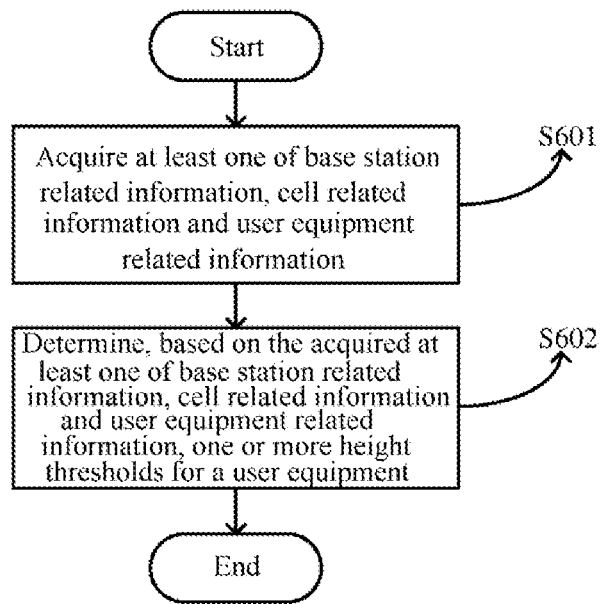 Start
Acquire at least one of base station
related information, cell related
information and user equipment
related information
S601
Determine, based on the acquired at
least one of base station related
information, cell related information
and user equipment related
information, one or more height
thresholds for a user equipment
S602
End